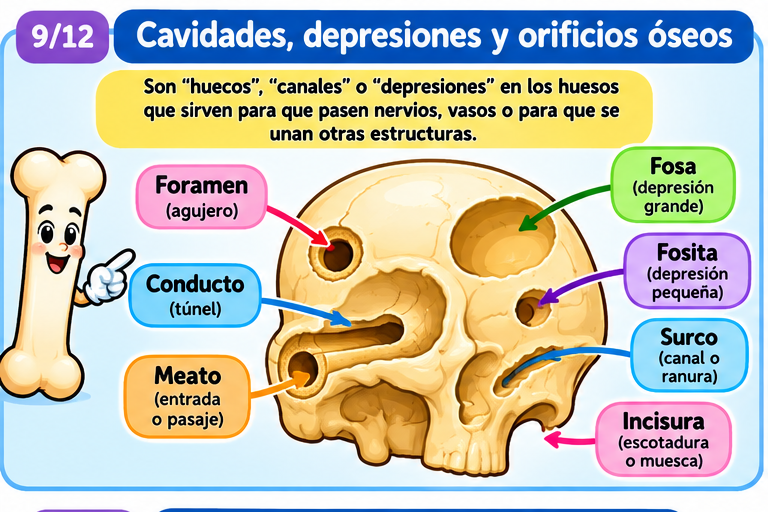 9/12
Cavidades, depresiones y orificios óseos
Son “huecos”, “canales” o “depresiones” en los huesos
que sirven para que pasen nervios, vasos o para que se
unan otras estructuras.
Foramen
(agujero)
Conducto
(túnel)
Meato
(entrada
o pasaje)
Fosa
(depresión
grande)
Fosita
(depresión
pequeña)
Surco
(canal o
ranura)
Incisura
(escotadura
o muesca)